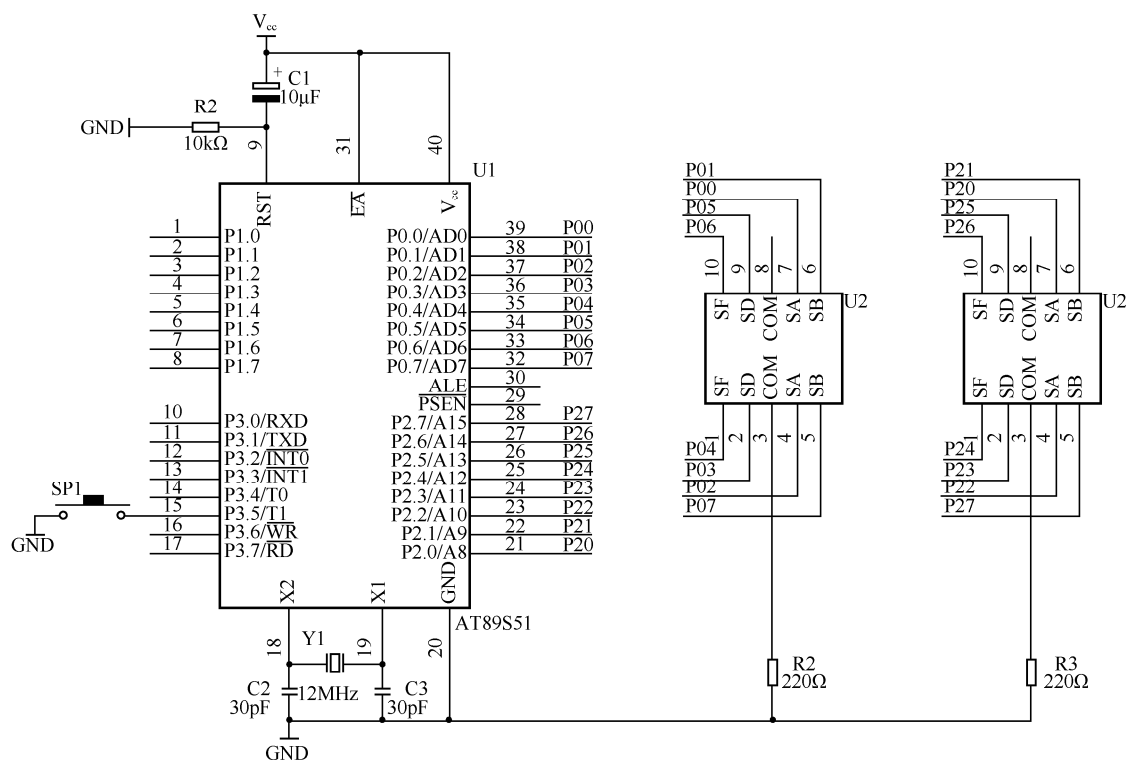 Vcc
+
C1
10μF
R2
10kΩ
GND
9
31
40
U1
RST
EA
1
P1.0
2
P1.1
3
P1.2
4
P1.3
5
P1.4
6
P1.5
7
P1.6
8
P1.7
10
P3.0/RXD
11
P3.1/TXD
12
P3.2/INT0
13
P3.3/INT1
14
P3.4/T0
15
P3.5/T1
16
P3.6/WR
17
P3.7/RD
SP1
GND
P0.0/AD0
39
P00
P0.1/AD1
38
P01
P0.2/AD2
37
P02
P0.3/AD3
36
P03
P0.4/AD4
35
P04
P0.5/AD5
34
P05
P0.6/AD6
33
P06
P0.7/AD7
32
P07
ALE
30
PSEN
29
P2.7/A15
28
P27
P2.6/A14
27
P26
P2.5/A13
26
P25
P2.4/A12
25
P24
P2.3/A11
24
P23
P2.2/A10
23
P22
P2.1/A9
22
P21
P2.0/A8
21
P20
X2
X1
GND
AT89S51
18
Y1
19
20
C2
30pF
12MHz
C3
30pF
GND
P01
P00
P05
P06
10
9
8
7
6
U2
SF
SD
COM
SA
SB
SF
SD
COM
SA
SB
1
2
3
4
5
P04
P03
P02
P07
R2
220Ω
P21
P20
P25
P26
10
9
8
7
6
U2
SF
SD
COM
SA
SB
SF
SD
COM
SA
SB
1
2
3
4
5
P24
P23
P22
P27
R3
220Ω